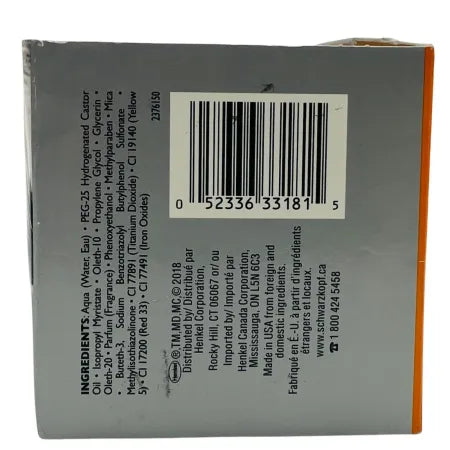 INGREDIENTS: Aqua (Water, Eau) • PEG-25 Hydrogenated Castor
Oil • Isopropyl Myristate • Oleth-10 • Propylene Glycol • Glycerin •
Oleth-20 • Parfum (Fragrance) • Phenoxyethanol • Methylparaben • Mica
• Buteth-3, Sodium Benzotriazolyl Butylphenol Sulforate •
Methylisothiazolinone • CI 77891 (Titanium Dioxide) • CI 19140 (Yellow
5) • CI 17200 (Red 33) • CI 77491 (Iron Oxides)
2376150
0 52336 33181 5
®,TM,MD,MC,© 2018
Distributed by/ Distribué par
Henkel Corporation,
Rocky Hill, CT 06067 or/ ou
Imported by/ Importé par
Henkel Canada Corporation,
Mississauga, ON L5N 6C3
Made in USA from foreign and
domestic ingredients.
Fabriqué en É.-U. à partir d'ingrédients
étrangers et locaux.
www.schwarzkopf.ca
☎ 1 800 424 5458